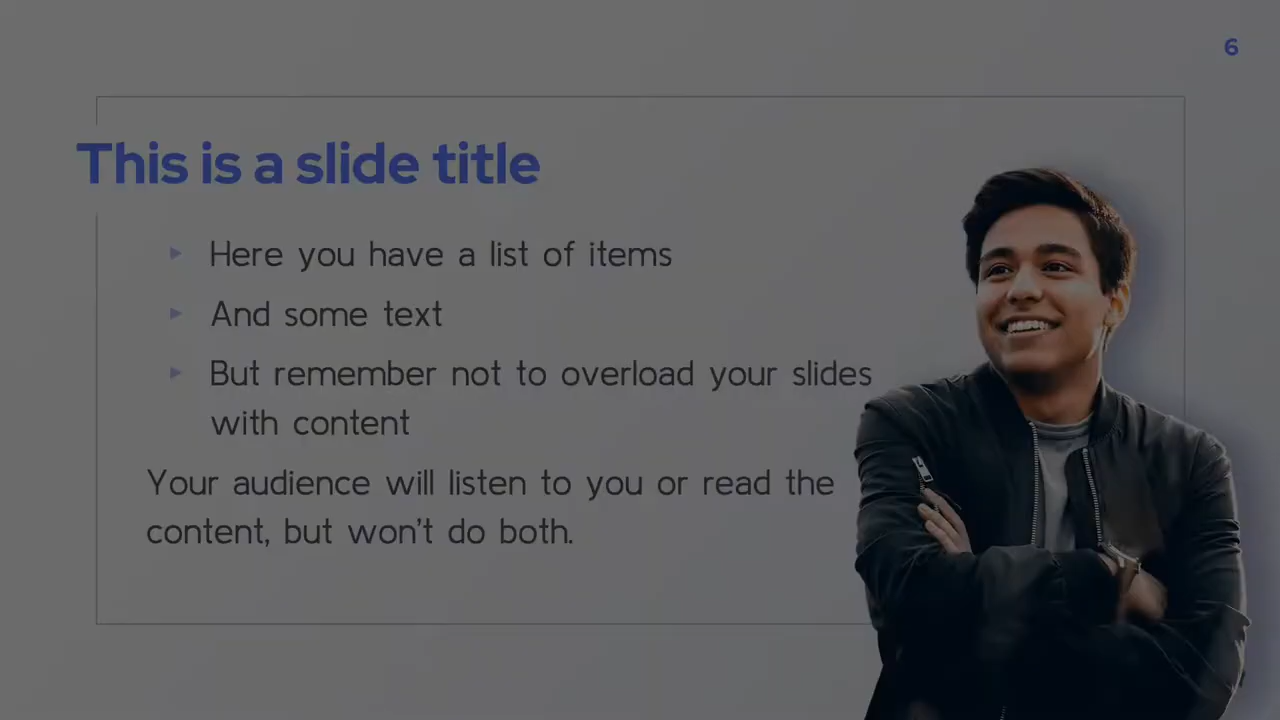 6
This is a slide title
▸ Here you have a list of items
▸ And some text
▸ But remember not to overload your slides
with content
Your audience will listen to you or read the
content, but won’t do both.